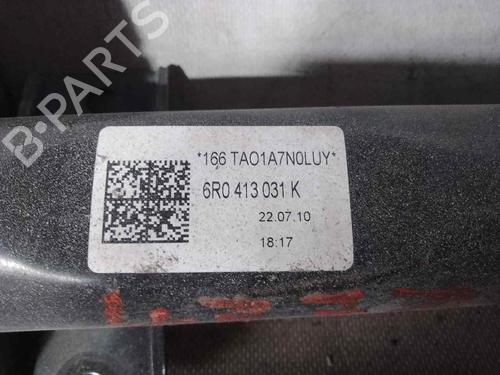 B-PARTS
*166 TAO1A7N0LUY*
6R0 413 031 K
22.07.10
18:17